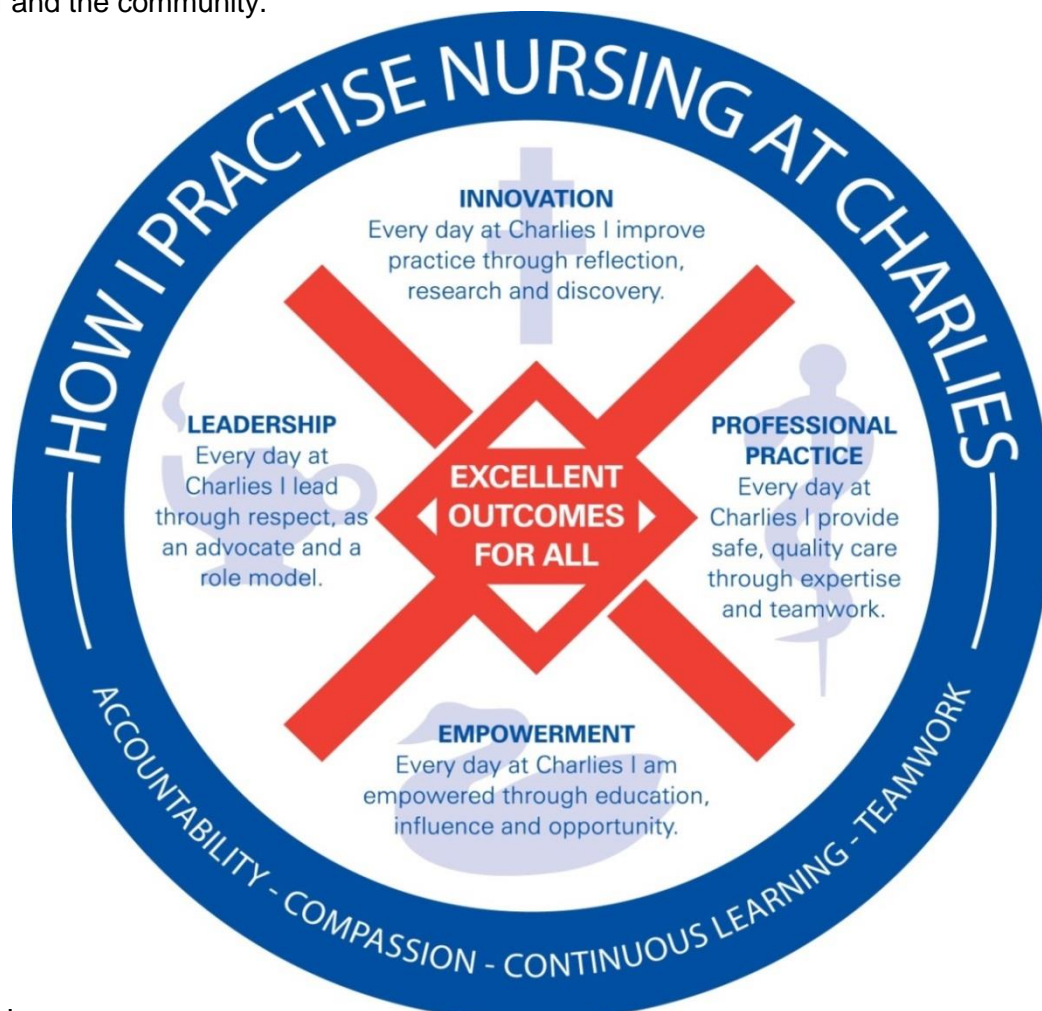 and the community.
HOW I PRACTISE NURSING AT CHARLIES
INNOVATION
Every day at Charlies I improve
practice through reflection,
research and discovery.
LEADERSHIP
Every day at
Charlies I lead
through respect, as
an advocate and a
role model.
EXCELLENT
OUTCOMES
FOR ALL
PROFESSIONAL
PRACTICE
Every day at
Charlies I provide
safe, quality care
through expertise
and teamwork.
EMPOWERMENT
Every day at Charlies I am
empowered through education,
influence and opportunity.
ACCOUNTABILITY - COMPASSION - CONTINUOUS LEARNING - TEAMWORK
.